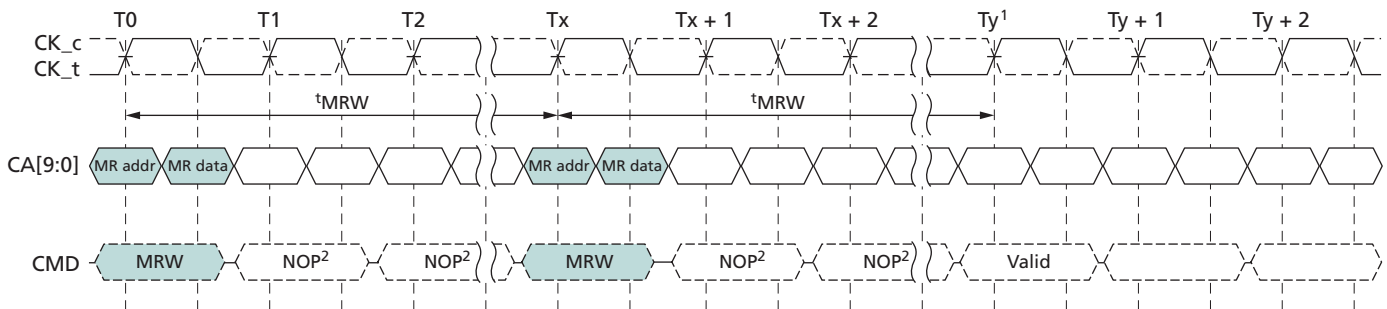 T0 T1 T2 Tx Tx + 1 Tx + 2 Ty¹ Ty + 1 Ty + 2
CK_c
CK_t
ᵗMRW ᵗMRW
CA[9:0] MR addr MR data MR addr MR data
CMD MRW NOP² NOP² MRW NOP² NOP² Valid